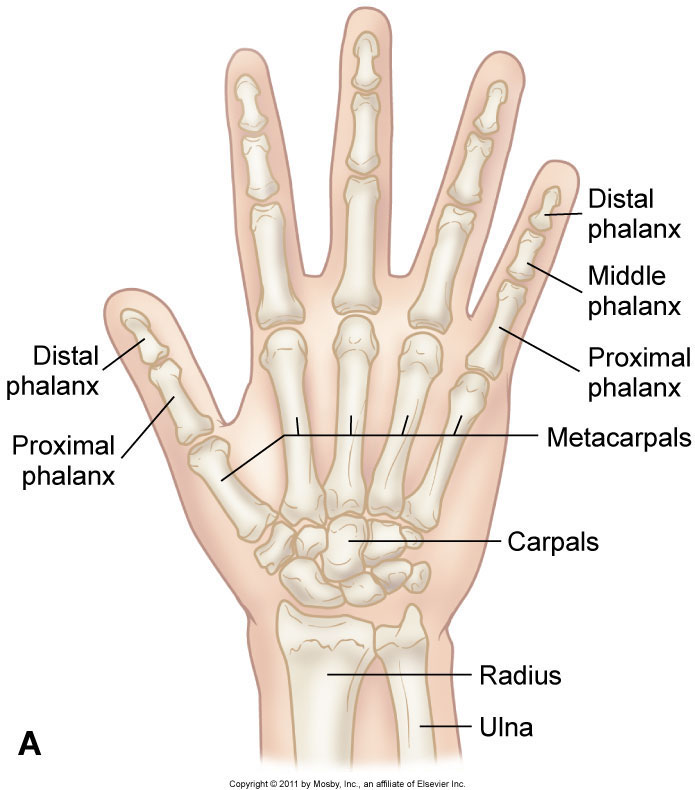 Distal
phalanx
Middle
phalanx
Proximal
phalanx
Distal
phalanx
Proximal
phalanx
Metacarpals
Carpals
Radius
Ulna
A
Copyright © 2011 by Mosby, Inc., an affiliate of Elsevier Inc.